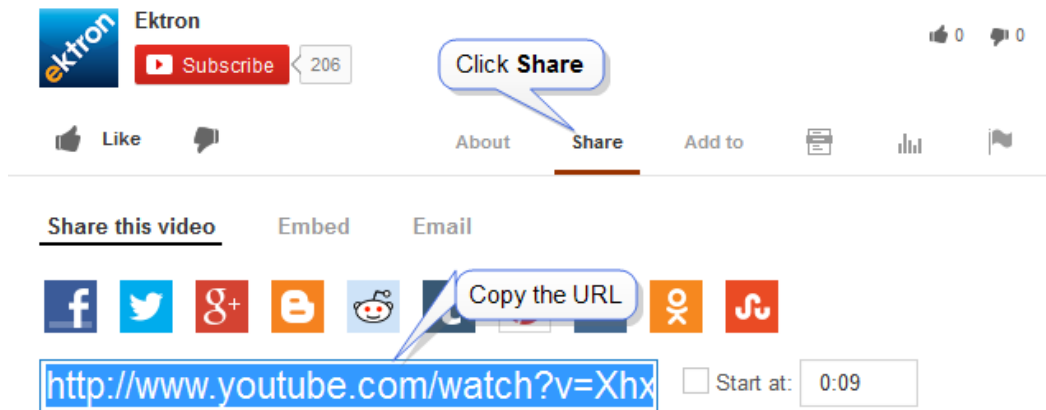 ektron
Ektron
Subscribe 206
0 0
Click Share
Like
About Share Add to
Share this video Embed Email
Copy the URL
http://www.youtube.com/watch?v=Xhx
Start at: 0:09